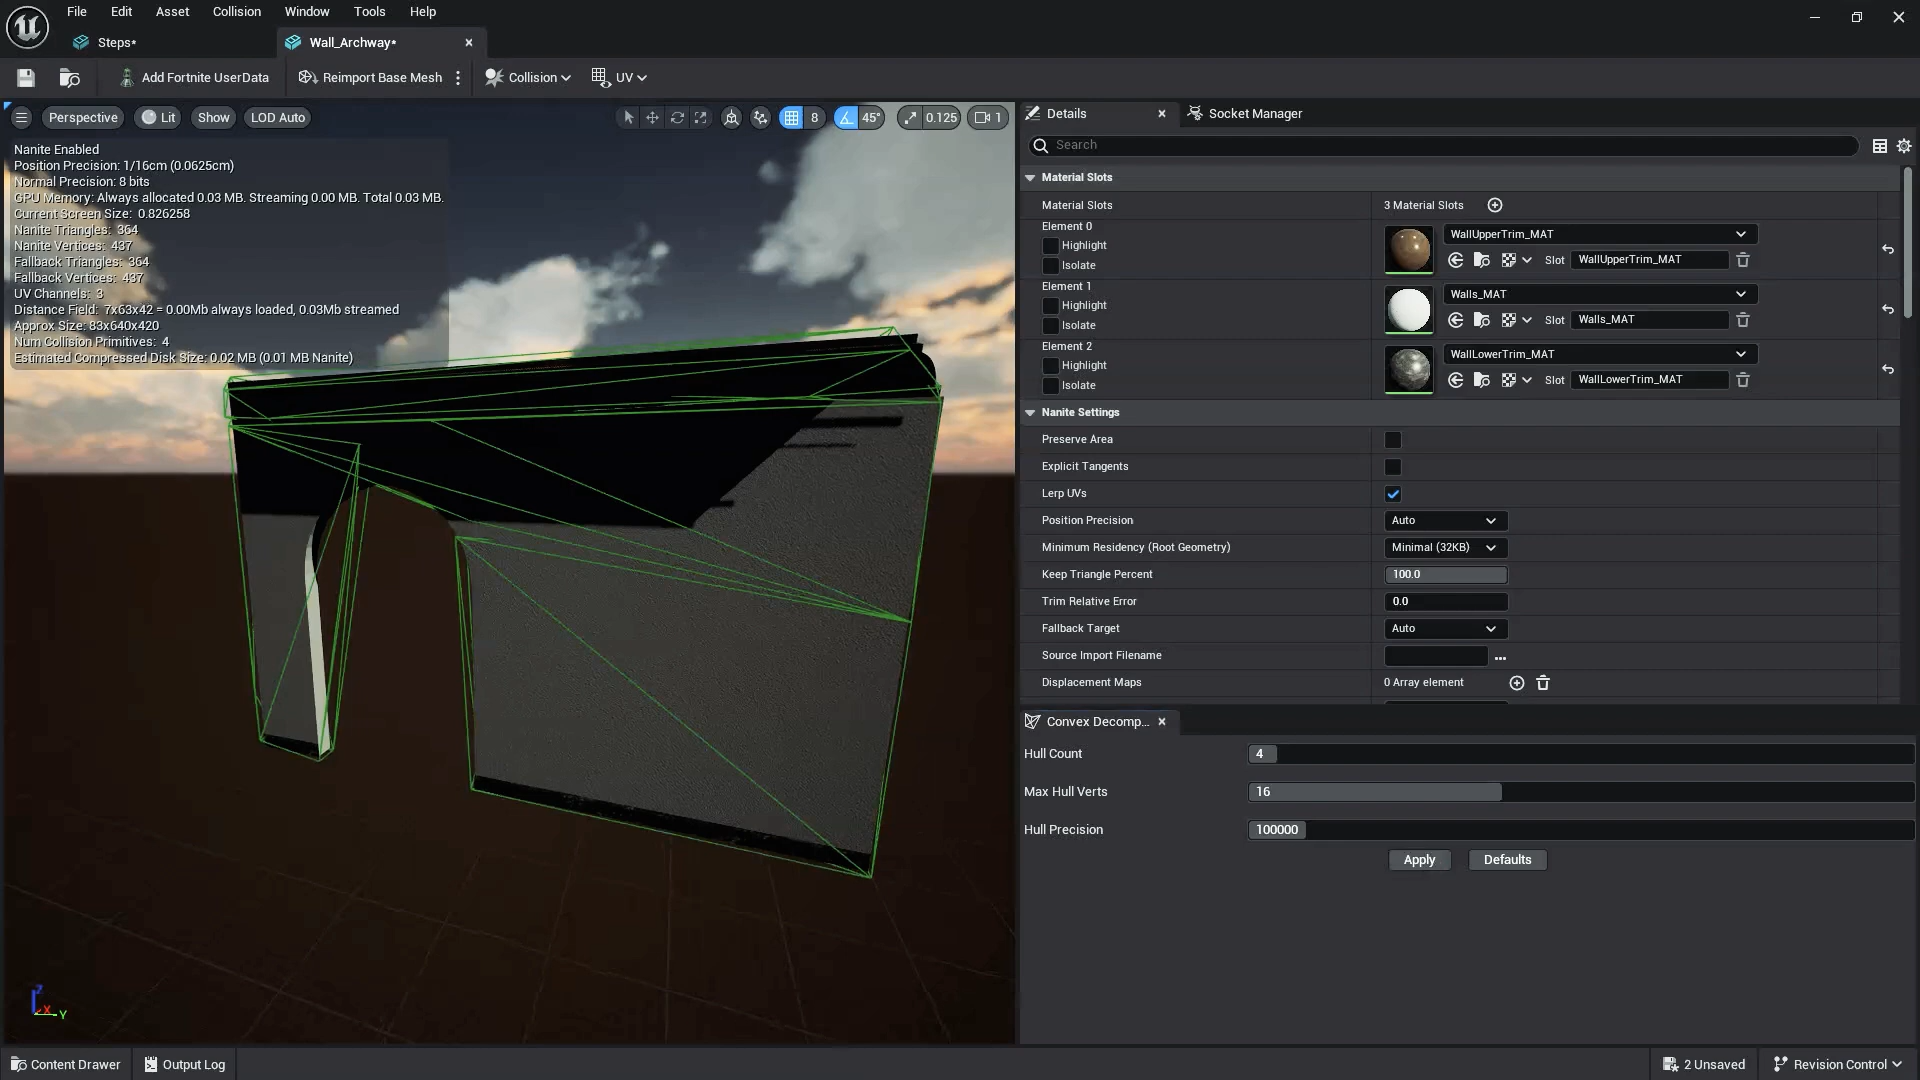 File Edit Asset Collision Window Tools Help
Steps* Wall_Archway*
Add Fortnite UserData Reimport Base Mesh Collision UV
Perspective Lit Show LOD Auto 8 45° 0.125 1
Nanite Enabled
Position Precision: 1/16cm (0.0625cm)
Normal Precision: 8 bits
GPU Memory: Always allocated 0.03 MB. Streaming 0.00 MB. Total 0.03 MB.
Current Screen Size: 0.826258
Nanite Triangles: 364
Nanite Vertices: 437
Fallback Triangles: 364
Fallback Vertices: 437
UV Channels: 3
Distance Field: 7x63x42 = 0.00Mb always loaded, 0.03Mb streamed
Approx Size: 83x640x420
Num Collision Primitives: 4
Estimated Compressed Disk Size: 0.02 MB (0.01 MB Nanite)
Z X Y
Details Socket Manager
Search
Material Slots
Material Slots 3 Material Slots
Element 0
Highlight
Isolate
WallUpperTrim_MAT
Slot WallUpperTrim_MAT
Element 1
Highlight
Isolate
Walls_MAT
Slot Walls_MAT
Element 2
Highlight
Isolate
WallLowerTrim_MAT
Slot WallLowerTrim_MAT
Nanite Settings
Preserve Area
Explicit Tangents
Lerp UVs
Position Precision Auto
Minimum Residency (Root Geometry) Minimal (32KB)
Keep Triangle Percent 100.0
Trim Relative Error 0.0
Fallback Target Auto
Source Import Filename ...
Displacement Maps 0 Array element
Convex Decomp...
Hull Count 4
Max Hull Verts 16
Hull Precision 100000
Apply Defaults
Content Drawer Output Log 2 Unsaved Revision Control